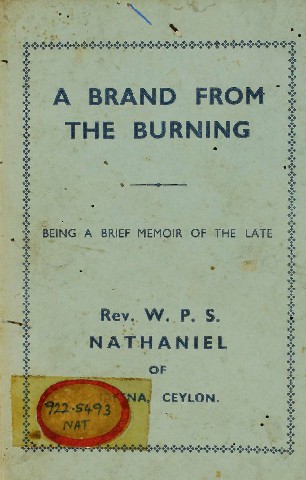 A BRAND FROM
THE BURNING
BEING A BRIEF MEMOIR OF THE LATE
Rev. W. P. S.
NATHANIEL
OF
CEYLON.
922.5493
NAT